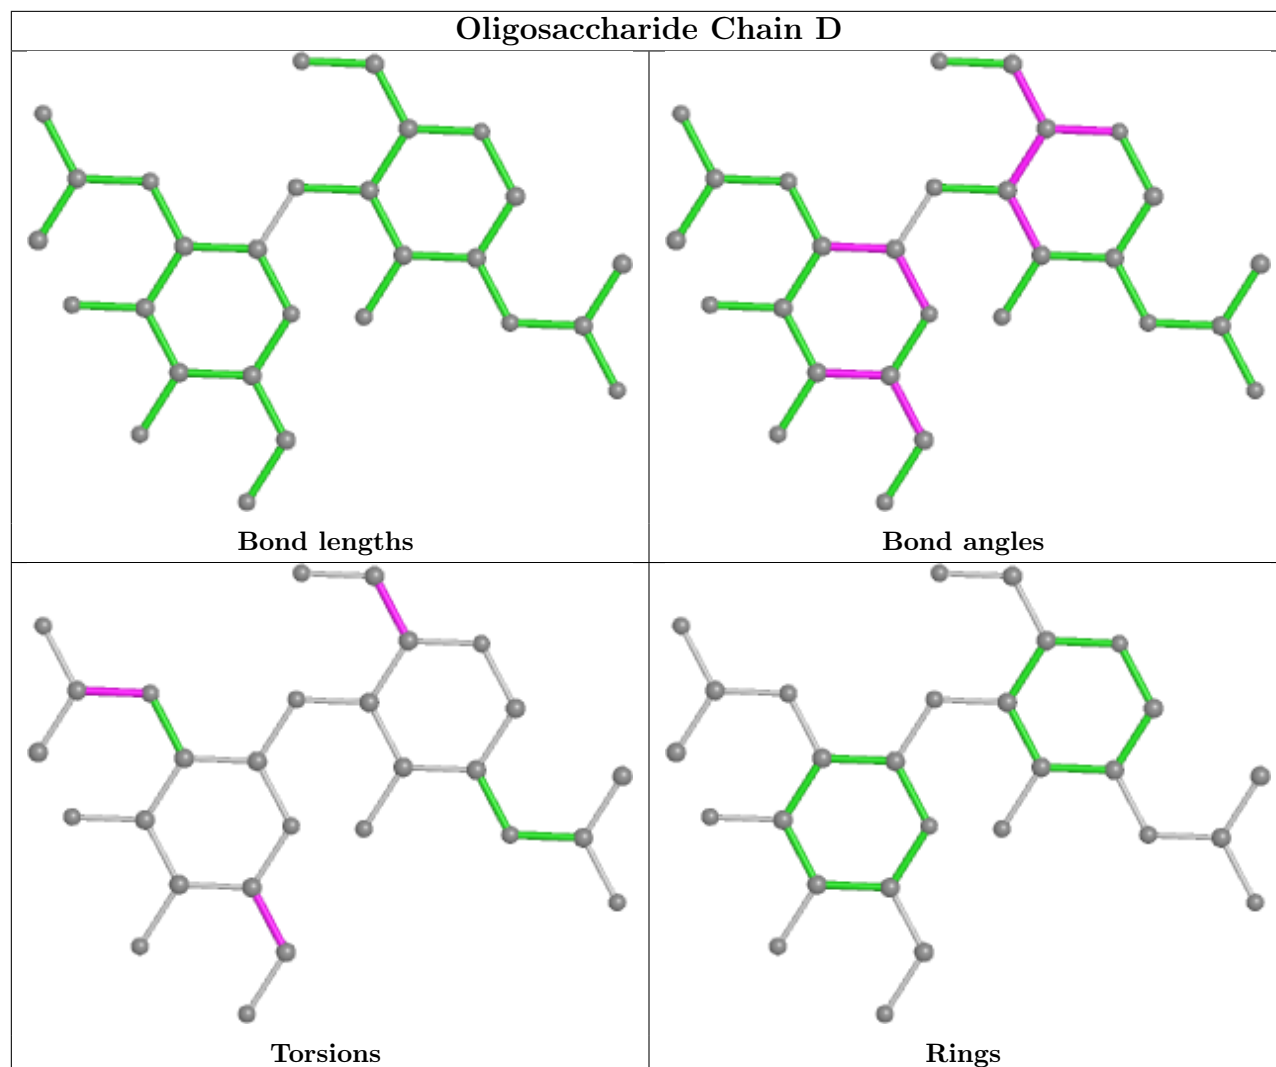 Oligosaccharide Chain D
Bond lengths
Bond angles
Torsions
Rings